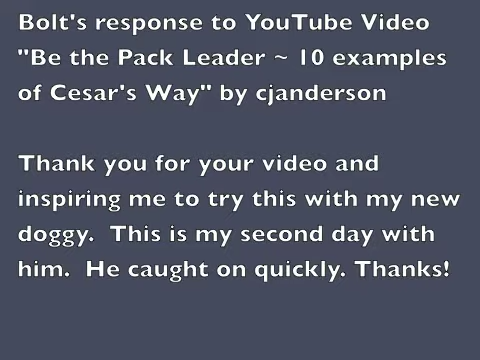 Bolt's response to YouTube Video
"Be the Pack Leader ~ 10 examples
of Cesar's Way" by cjanderson
Thank you for your video and
inspiring me to try this with my new
doggy.  This is my second day with
him.  He caught on quickly. Thanks!